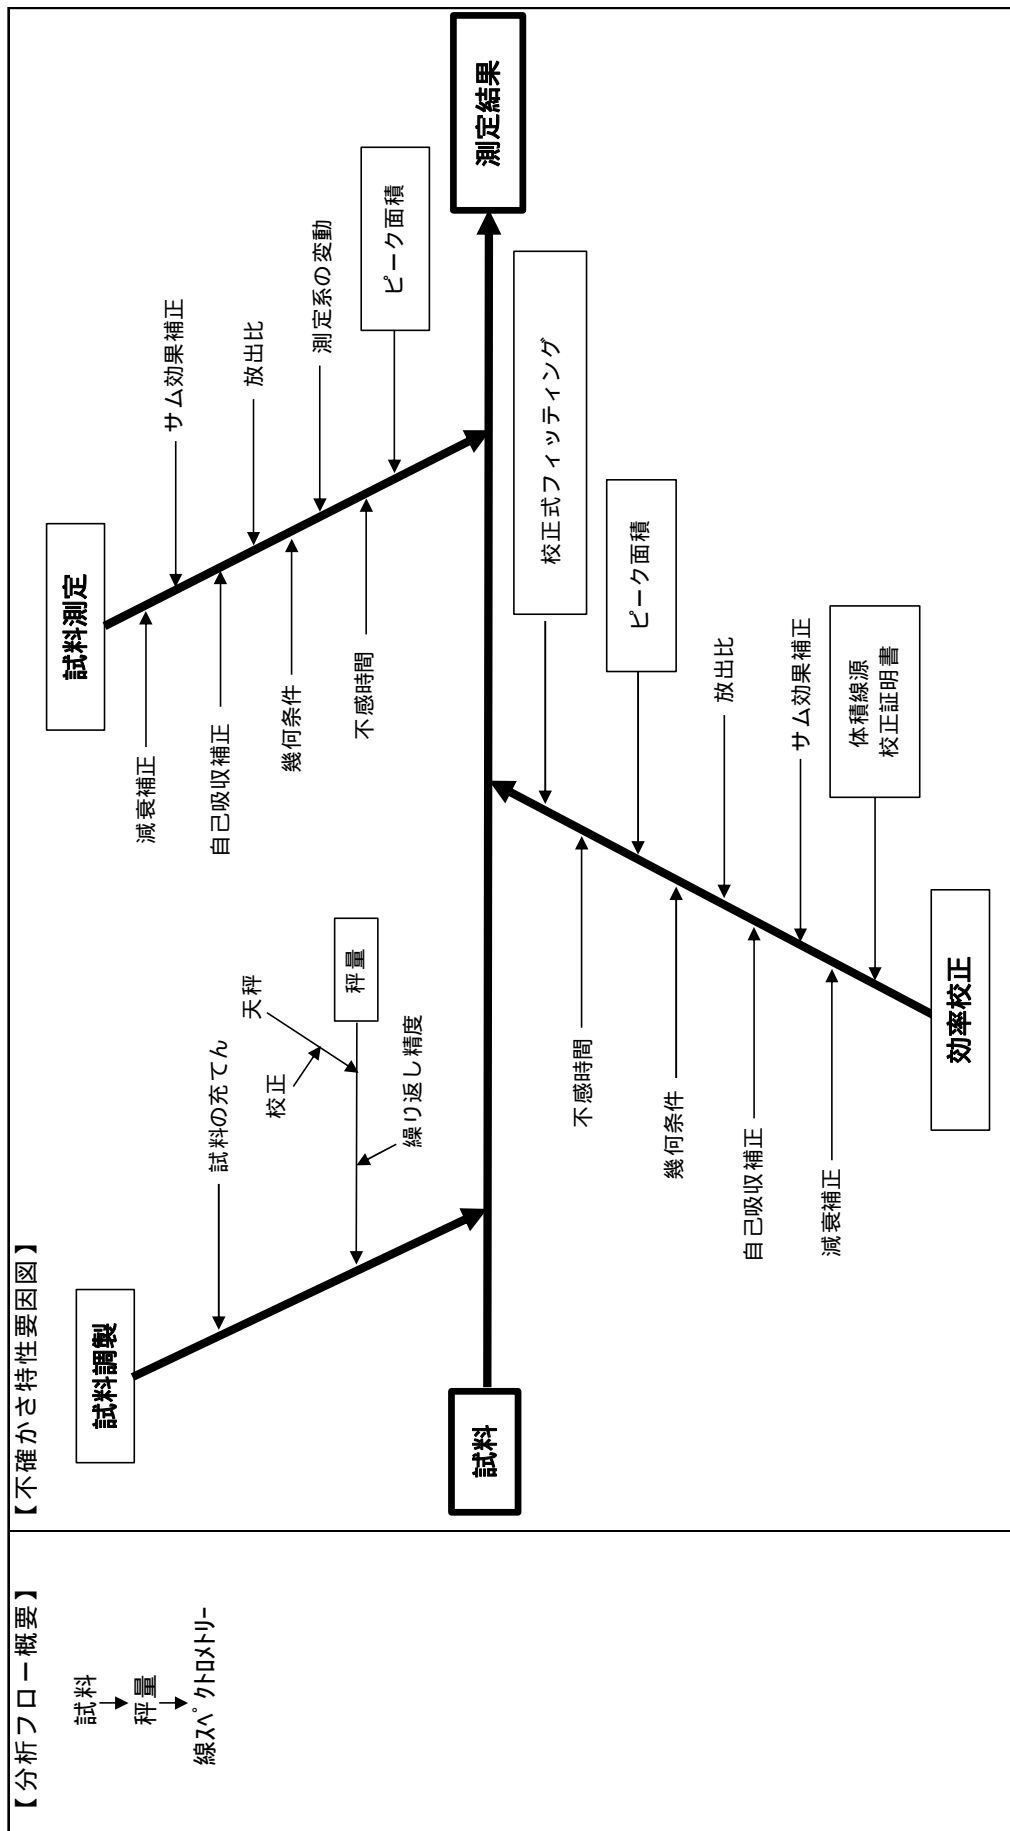 【分析フロー概要】
試料
秤量
線スペクトロメトリー
【不確かさ特性要因図】
試料調製
試料の充てん
校正
天秤
秤量
繰り返し精度
試料
試料測定
減衰補正
サム効果補正
自己吸収補正
放出比
幾何条件
測定系の変動
不感時間
ピーク面積
測定結果
校正式フィッティング
不感時間
ピーク面積
幾何条件
放出比
自己吸収補正
サム効果補正
減衰補正
体積線源
校正証明書
効率校正